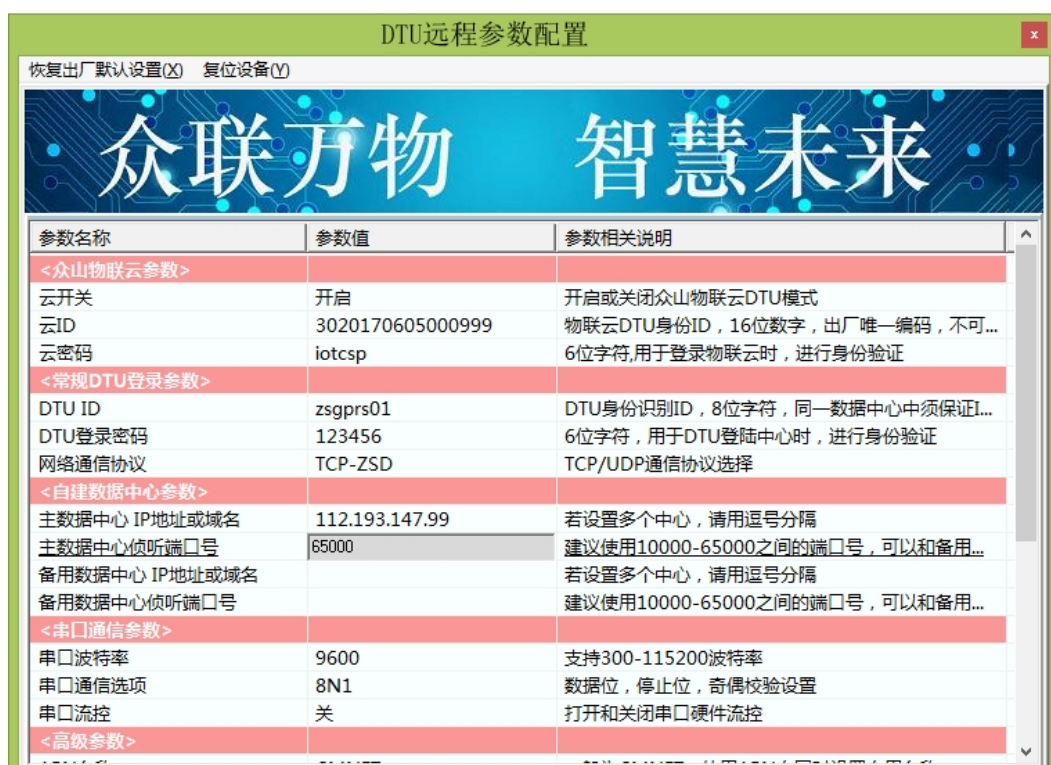 DTU远程参数配置
x
恢复出厂默认设置(X) 复位设备(Y)
众联万物 智慧未来
参数名称 参数值 参数相关说明
<众山物联云参数>
云开关 开启 开启或关闭众山物联云DTU模式
云ID 3020170605000999 物联云DTU身份ID，16位数字，出厂唯一编码，不可...
云密码 iotcsp 6位字符,用于登录物联云时，进行身份验证
<常规DTU登录参数>
DTU ID zsgprs01 DTU身份识别ID，8位字符，同一数据中心中须保证I...
DTU登录密码 123456 6位字符，用于DTU登陆中心时，进行身份验证
网络通信协议 TCP-ZSD TCP/UDP通信协议选择
<自建数据中心参数>
主数据中心 IP地址或域名 112.193.147.99 若设置多个中心，请用逗号分隔
主数据中心侦听端口号 65000 建议使用10000-65000之间的端口号，可以和备用...
备用数据中心 IP地址或域名 若设置多个中心，请用逗号分隔
备用数据中心侦听端口号 建议使用10000-65000之间的端口号，可以和备用...
<串口通信参数>
串口波特率 9600 支持300-115200波特率
串口通信选项 8N1 数据位，停止位，奇偶校验设置
串口流控 关 打开和关闭串口硬件流控
<高级参数>